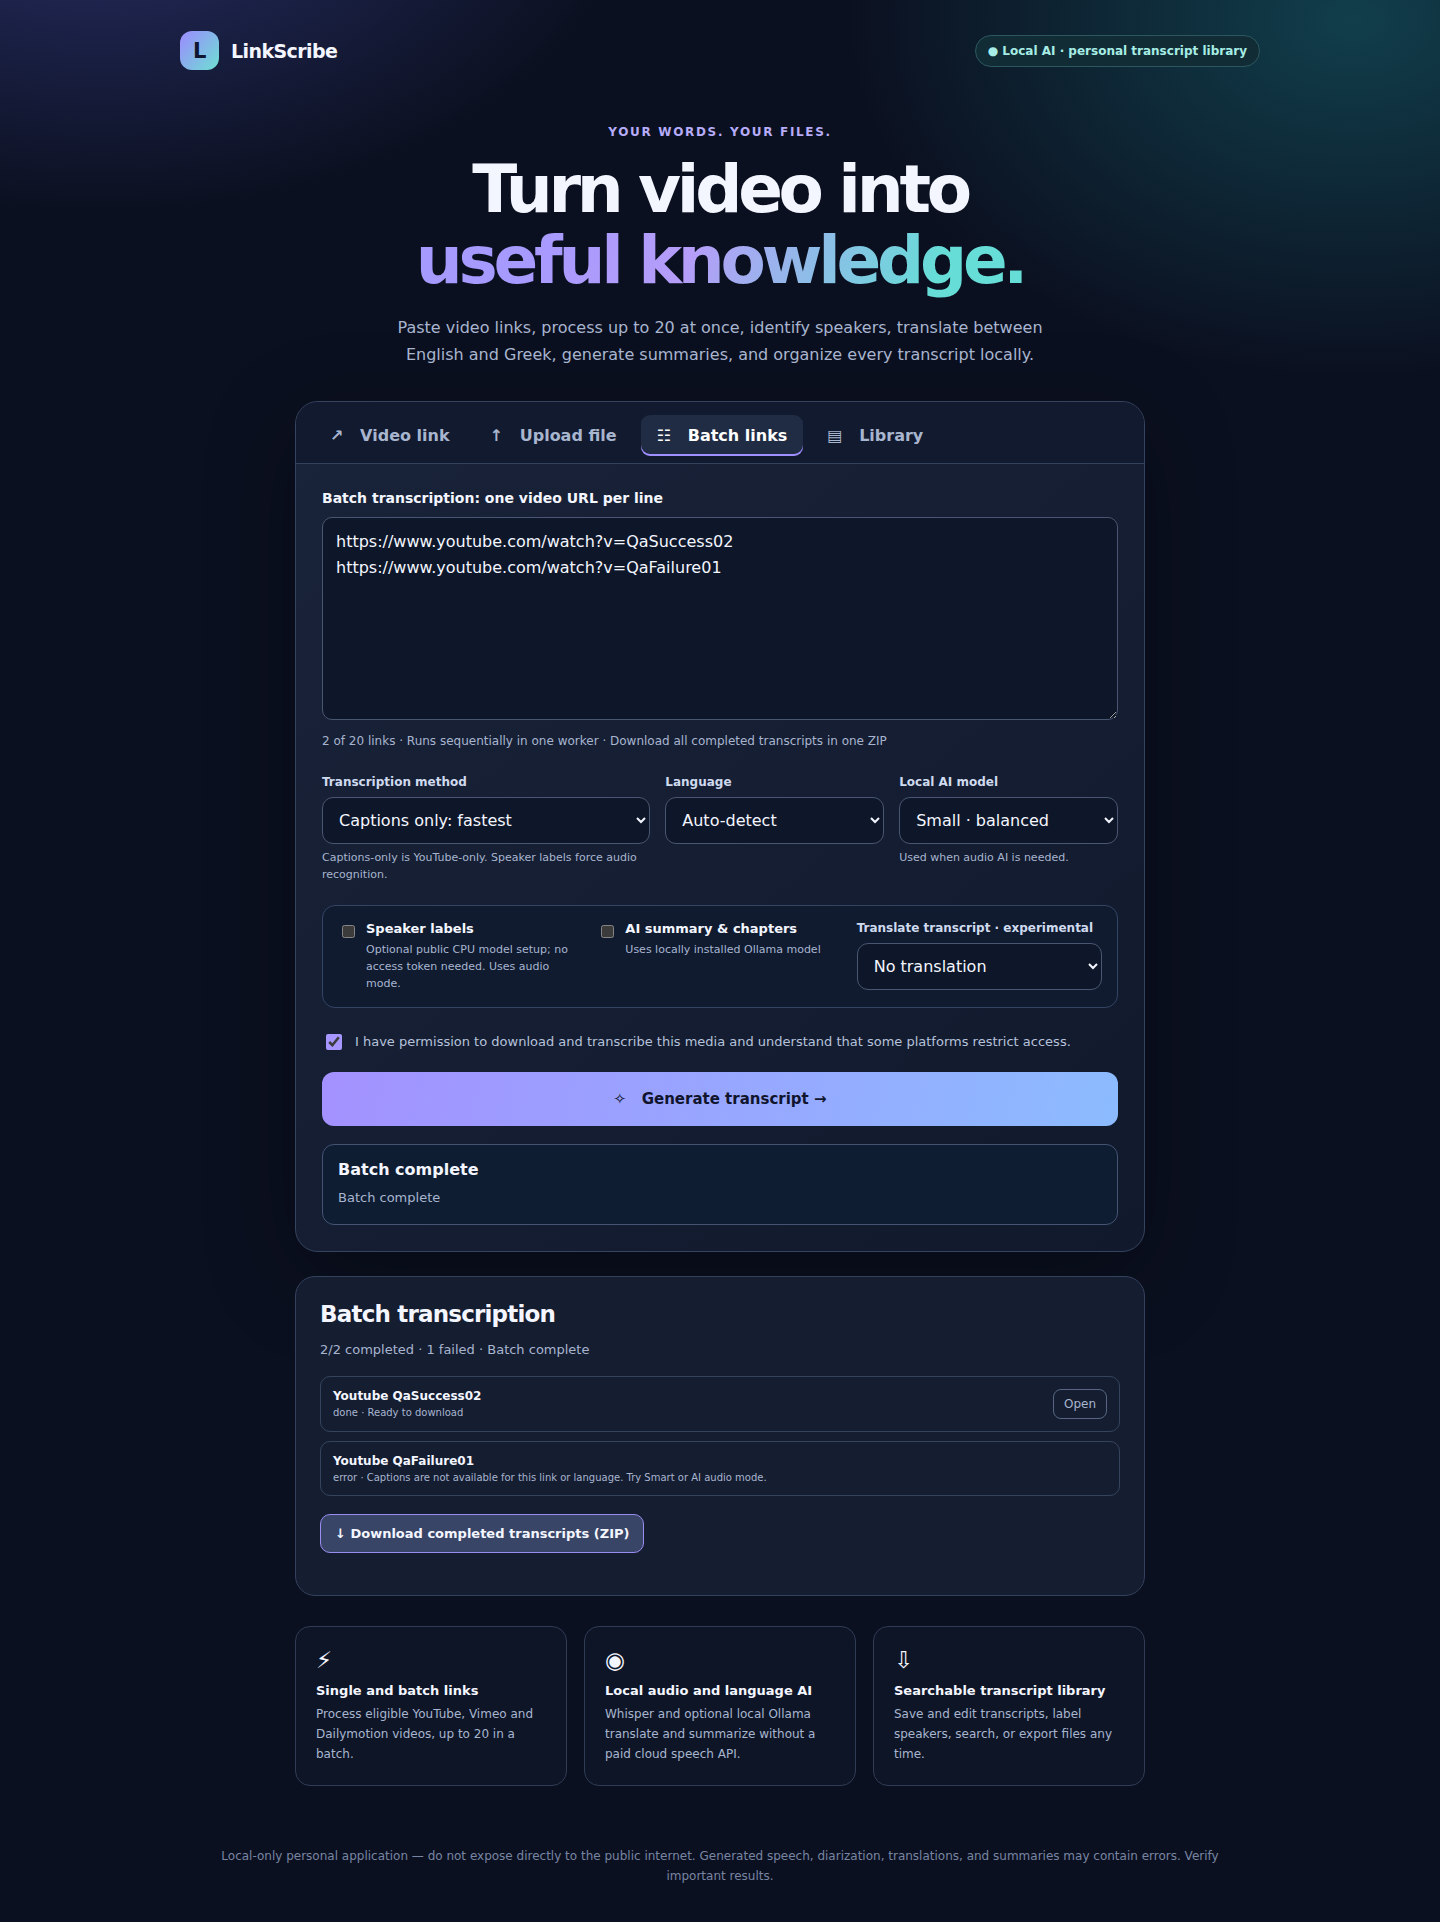 L LinkScribe
● Local AI · personal transcript library
YOUR WORDS. YOUR FILES.
Turn video into
useful knowledge.
Paste video links, process up to 20 at once, identify speakers, translate between
English and Greek, generate summaries, and organize every transcript locally.
↗ Video link ↑ Upload file ☷ Batch links ▤ Library
Batch transcription: one video URL per line
https://www.youtube.com/watch?v=QaSuccess02
https://www.youtube.com/watch?v=QaFailure01
2 of 20 links · Runs sequentially in one worker · Download all completed transcripts in one ZIP
Transcription method Language Local AI model
Captions only: fastest Auto-detect Small · balanced
Captions-only is YouTube-only. Speaker labels force audio
recognition.
Used when audio AI is needed.
Speaker labels
Optional public CPU model setup; no
access token needed. Uses audio
mode.
AI summary & chapters
Uses locally installed Ollama model
Translate transcript · experimental
No translation
I have permission to download and transcribe this media and understand that some platforms restrict access.
✧ Generate transcript →
Batch complete
Batch complete
Batch transcription
2/2 completed · 1 failed · Batch complete
Youtube QaSuccess02
done · Ready to download
Open
Youtube QaFailure01
error · Captions are not available for this link or language. Try Smart or AI audio mode.
↓ Download completed transcripts (ZIP)
⚡
Single and batch links
Process eligible YouTube, Vimeo and
Dailymotion videos, up to 20 in a
batch.
◉
Local audio and language AI
Whisper and optional local Ollama
translate and summarize without a
paid cloud speech API.
⇩
Searchable transcript library
Save and edit transcripts, label
speakers, search, or export files any
time.
Local-only personal application — do not expose directly to the public internet. Generated speech, diarization, translations, and summaries may contain errors. Verify
important results.